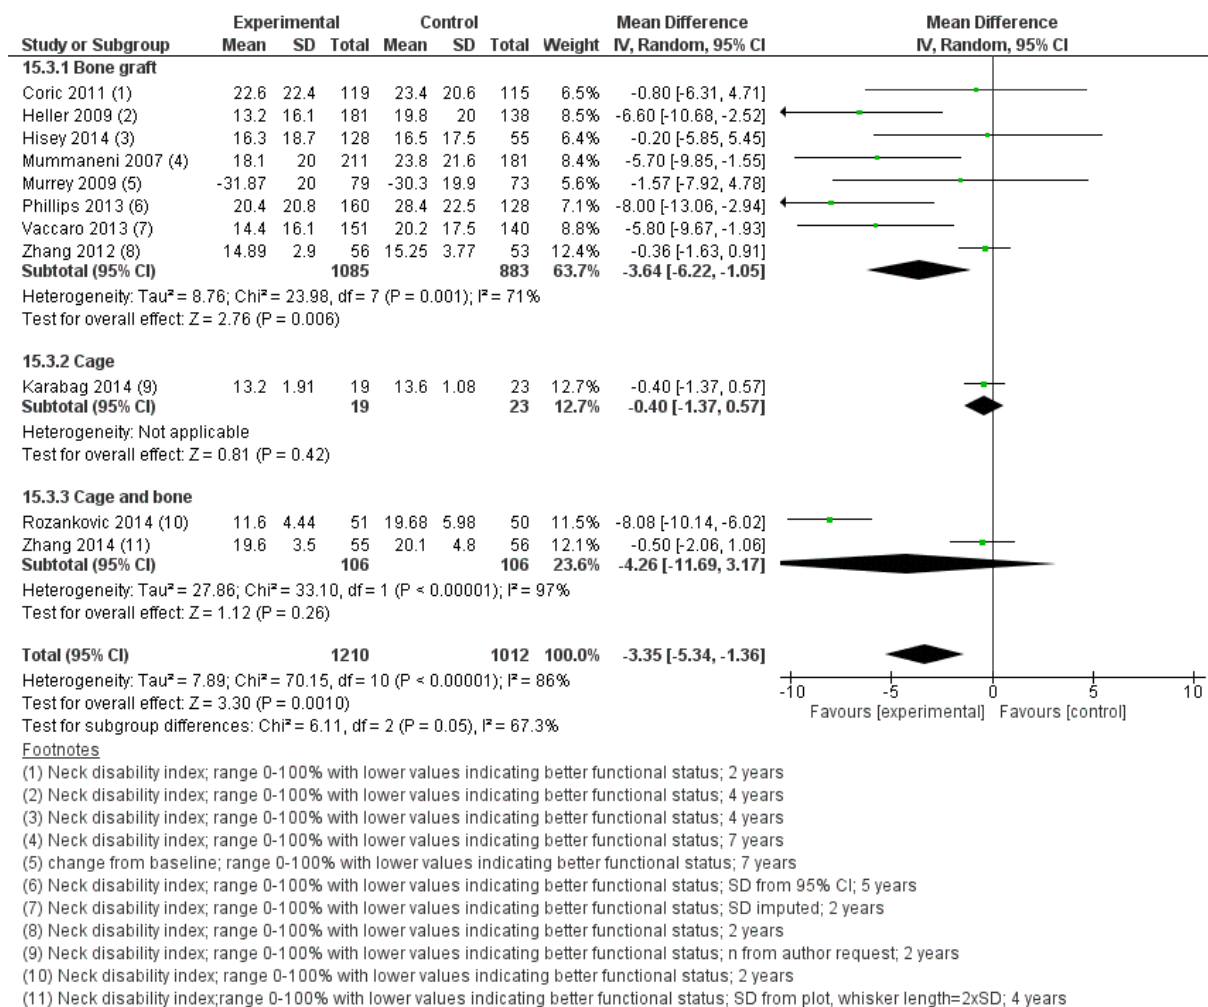 Experimental Control Mean Difference Mean Difference
Study or Subgroup Mean SD Total Mean SD Total Weight IV, Random, 95% CI IV, Random, 95% CI
15.3.1 Bone graft
Coric 2011 (1) 22.6 22.4 119 23.4 20.6 115 6.5% -0.80 [-6.31, 4.71]
Heller 2009 (2) 13.2 16.1 181 19.8 20 138 8.5% -6.60 [-10.68, -2.52]
Hisey 2014 (3) 16.3 18.7 128 16.5 17.5 55 6.4% -0.20 [-5.85, 5.45]
Mummaneni 2007 (4) 18.1 20 211 23.8 21.6 181 8.4% -5.70 [-9.85, -1.55]
Murrey 2009 (5) -31.87 20 79 -30.3 19.9 73 5.6% -1.57 [-7.92, 4.78]
Phillips 2013 (6) 20.4 20.8 160 28.4 22.5 128 7.1% -8.00 [-13.06, -2.94]
Vaccaro 2013 (7) 14.4 16.1 151 20.2 17.5 140 8.8% -5.80 [-9.67, -1.93]
Zhang 2012 (8) 14.89 2.9 56 15.25 3.77 53 12.4% -0.36 [-1.63, 0.91]
Subtotal (95% CI) 1085 883 63.7% -3.64 [-6.22, -1.05]
Heterogeneity: Tau² = 8.76; Chi² = 23.98, df = 7 (P = 0.001); I² = 71%
Test for overall effect: Z = 2.76 (P = 0.006)
15.3.2 Cage
Karabag 2014 (9) 13.2 1.91 19 13.6 1.08 23 12.7% -0.40 [-1.37, 0.57]
Subtotal (95% CI) 19 23 12.7% -0.40 [-1.37, 0.57]
Heterogeneity: Not applicable
Test for overall effect: Z = 0.81 (P = 0.42)
15.3.3 Cage and bone
Rozankovic 2014 (10) 11.6 4.44 51 19.68 5.98 50 11.5% -8.08 [-10.14, -6.02]
Zhang 2014 (11) 19.6 3.5 55 20.1 4.8 56 12.1% -0.50 [-2.06, 1.06]
Subtotal (95% CI) 106 106 23.6% -4.26 [-11.69, 3.17]
Heterogeneity: Tau² = 27.86; Chi² = 33.10, df = 1 (P < 0.00001); I² = 97%
Test for overall effect: Z = 1.12 (P = 0.26)
Total (95% CI) 1210 1012 100.0% -3.35 [-5.34, -1.36]
Heterogeneity: Tau² = 7.89; Chi² = 70.15, df = 10 (P < 0.00001); I² = 86%
Test for overall effect: Z = 3.30 (P = 0.0010)
Test for subgroup differences: Chi² = 6.11, df = 2 (P = 0.05), I² = 67.3%
-10 -5 0 5 10
Favours [experimental] Favours [control]
Footnotes
(1) Neck disability index; range 0-100% with lower values indicating better functional status; 2 years
(2) Neck disability index; range 0-100% with lower values indicating better functional status; 4 years
(3) Neck disability index; range 0-100% with lower values indicating better functional status; 4 years
(4) Neck disability index; range 0-100% with lower values indicating better functional status; 7 years
(5) change from baseline; range 0-100% with lower values indicating better functional status; 7 years
(6) Neck disability index; range 0-100% with lower values indicating better functional status; SD from 95% CI; 5 years
(7) Neck disability index; range 0-100% with lower values indicating better functional status; SD imputed; 2 years
(8) Neck disability index; range 0-100% with lower values indicating better functional status; 2 years
(9) Neck disability index; range 0-100% with lower values indicating better functional status; n from author request; 2 years
(10) Neck disability index; range 0-100% with lower values indicating better functional status; 2 years
(11) Neck disability index;range 0-100% with lower values indicating better functional status; SD from plot, whisker length=2xSD; 4 years